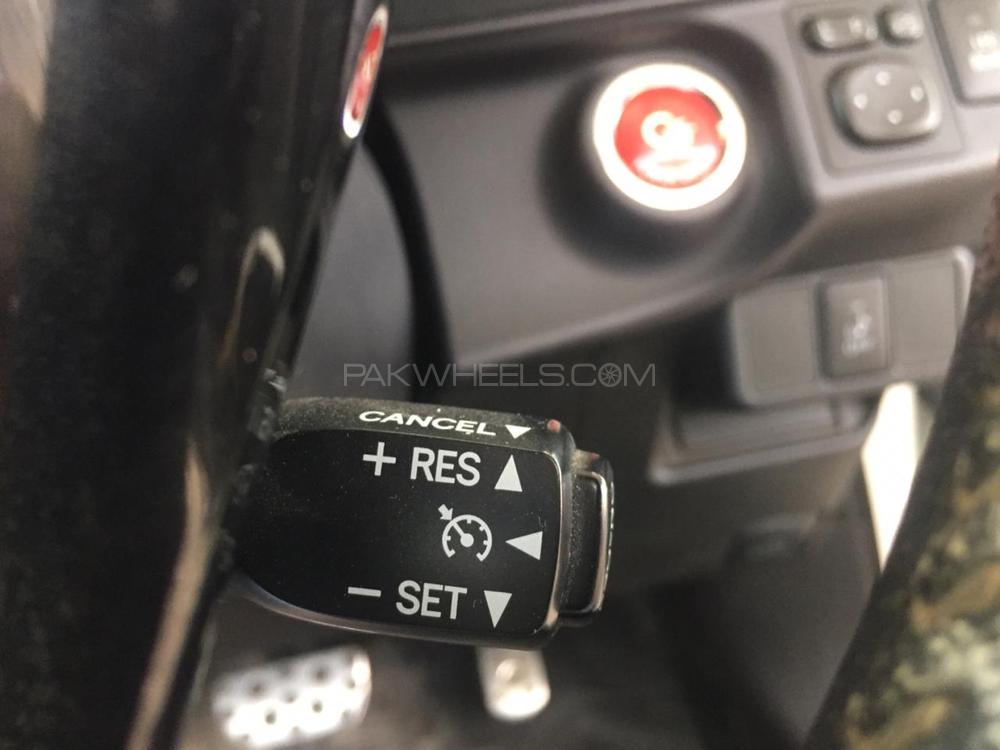 PAKWHEELS.COM
CANCEL ▼
+ RES ▲
◀
− SET ▼